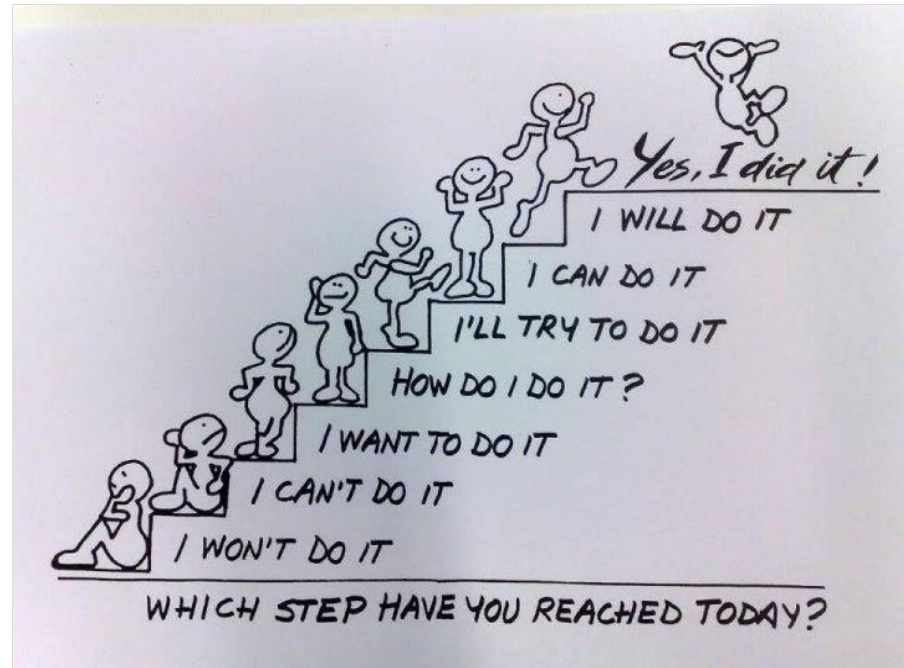 Yes, I did it!
I WILL DO IT
I CAN DO IT
I'LL TRY TO DO IT
HOW DO I DO IT?
I WANT TO DO IT
I CAN'T DO IT
I WON'T DO IT
WHICH STEP HAVE YOU REACHED TODAY?